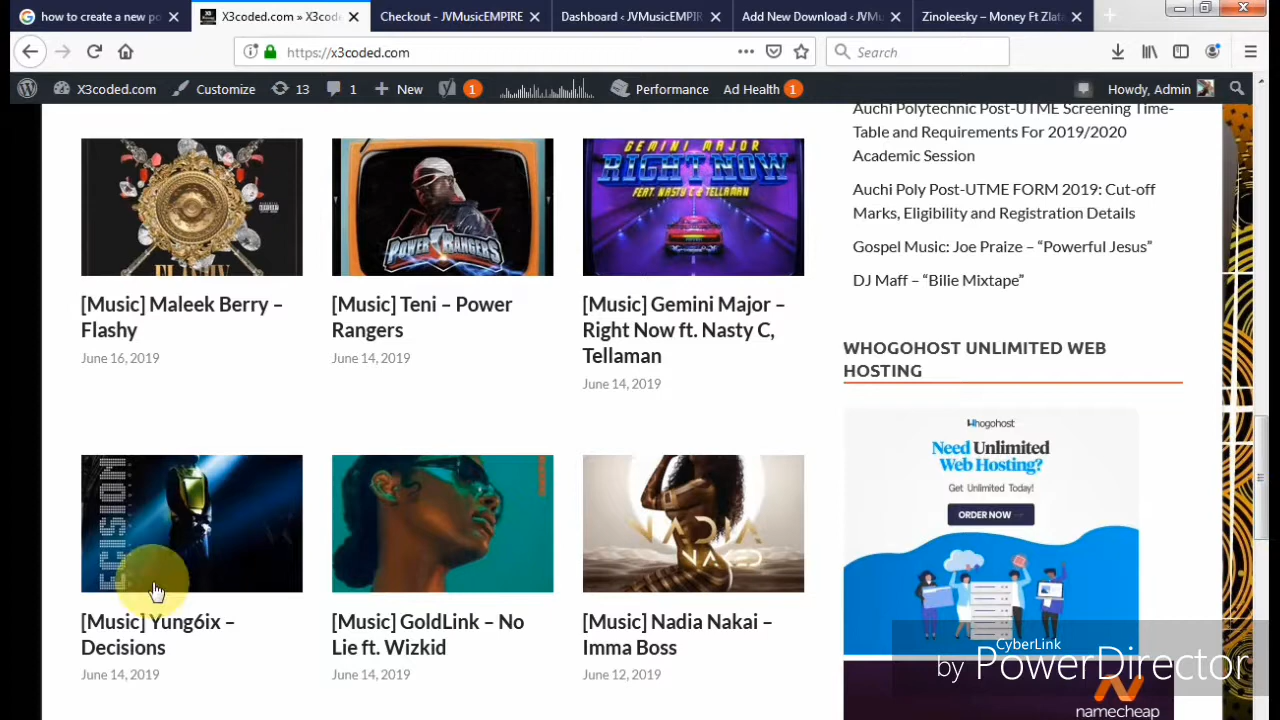 how to create a new po
X3coded.com » X3coded
Checkout - JVMusicEMPIRE
Dashboard ‹ JVMusicEMPIR
Add New Download ‹ JVMu
Zinoleesky – Money Ft Zlat
https://x3coded.com
Search
X3coded.com
Customize
13
1
New
1
Performance
Ad Health 1
Howdy, Admin
GEMINI MAJOR
RIGHT NOW
FEAT. NASTY C & TELLAMAN
POWER RANGERS
[Music] Maleek Berry –
Flashy
June 16, 2019
[Music] Teni – Power
Rangers
June 14, 2019
[Music] Gemini Major –
Right Now ft. Nasty C,
Tellaman
June 14, 2019
NADIA
NAKED
[Music] Yung6ix –
Decisions
June 14, 2019
[Music] GoldLink – No
Lie ft. Wizkid
June 14, 2019
[Music] Nadia Nakai –
Imma Boss
June 12, 2019
Auchi Polytechnic Post-UTME Screening Time-
Table and Requirements For 2019/2020
Academic Session
Auchi Poly Post-UTME FORM 2019: Cut-off
Marks, Eligibility and Registration Details
Gospel Music: Joe Praize – “Powerful Jesus”
DJ Maff – “Bilie Mixtape”
WHOGOHOST UNLIMITED WEB
HOSTING
Whogohost
Need Unlimited
Web Hosting?
Get Unlimited Today!
ORDER NOW
CyberLink
by PowerDirector
namecheap